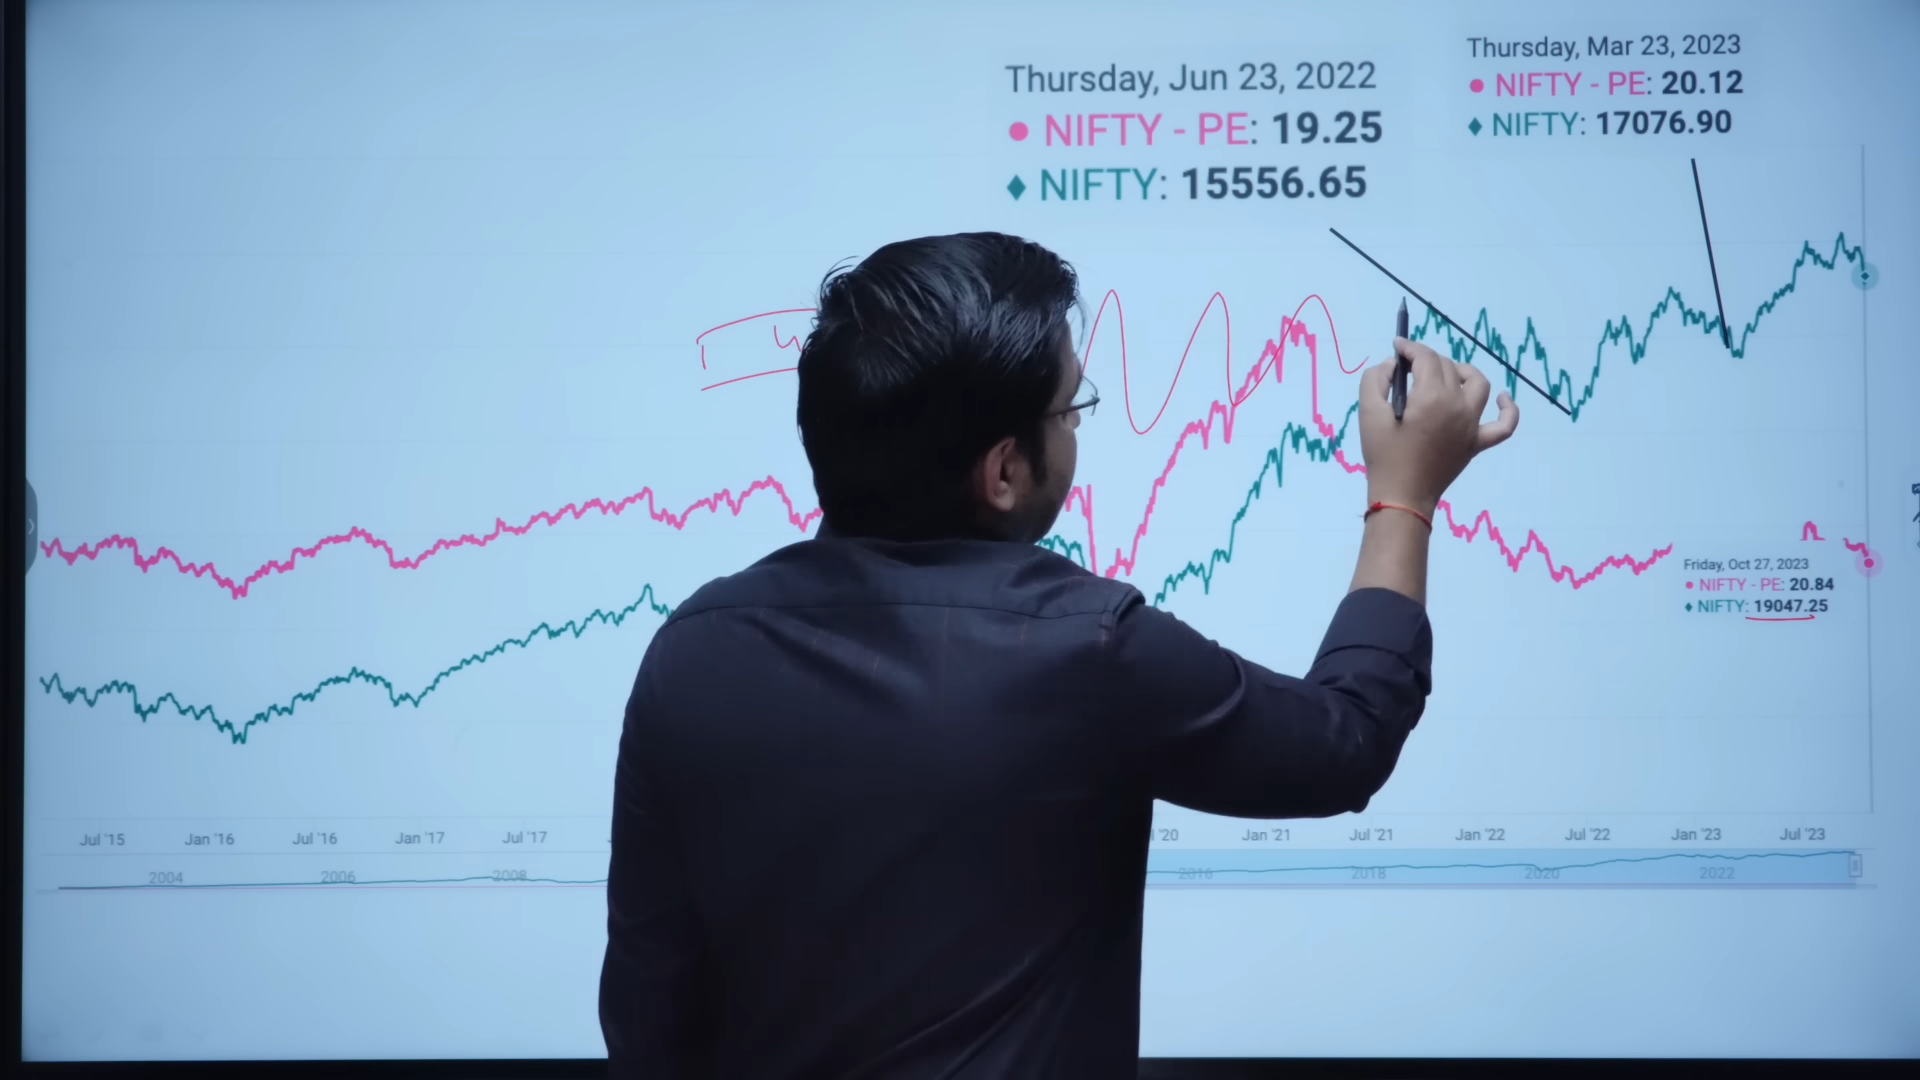 Thursday, Jun 23, 2022
NIFTY - PE: 19.25
NIFTY: 15556.65
Thursday, Mar 23, 2023
NIFTY - PE: 20.12
NIFTY: 17076.90
Friday, Oct 27, 2023
NIFTY - PE: 20.84
NIFTY: 19047.25
Jul '15 Jan '16 Jul '16 Jan '17 Jul '17 '20 Jan '21 Jul '21 Jan '22 Jul '22 Jan '23 Jul '23
2004 2006 2008 2016 2018 2020 2022